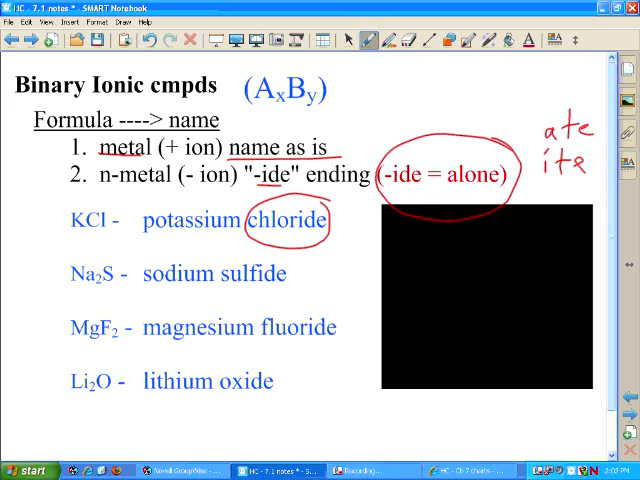 HC - 7.1 notes * - SMART Notebook
File Edit View Insert Format Draw Help
Binary Ionic cmpds (AxBy)
Formula ----> name
1. metal (+ ion) name as is
2. n-metal (- ion) "-ide" ending (-ide = alone)
ate
ite
KCl - potassium chloride
Na₂S - sodium sulfide
MgF₂ - magnesium fluoride
Li₂O - lithium oxide
start
Novell GroupWise - 
HC - 7.1 notes * - ...
Recording...
HC - Ch 7 charts - ...
2:03 PM